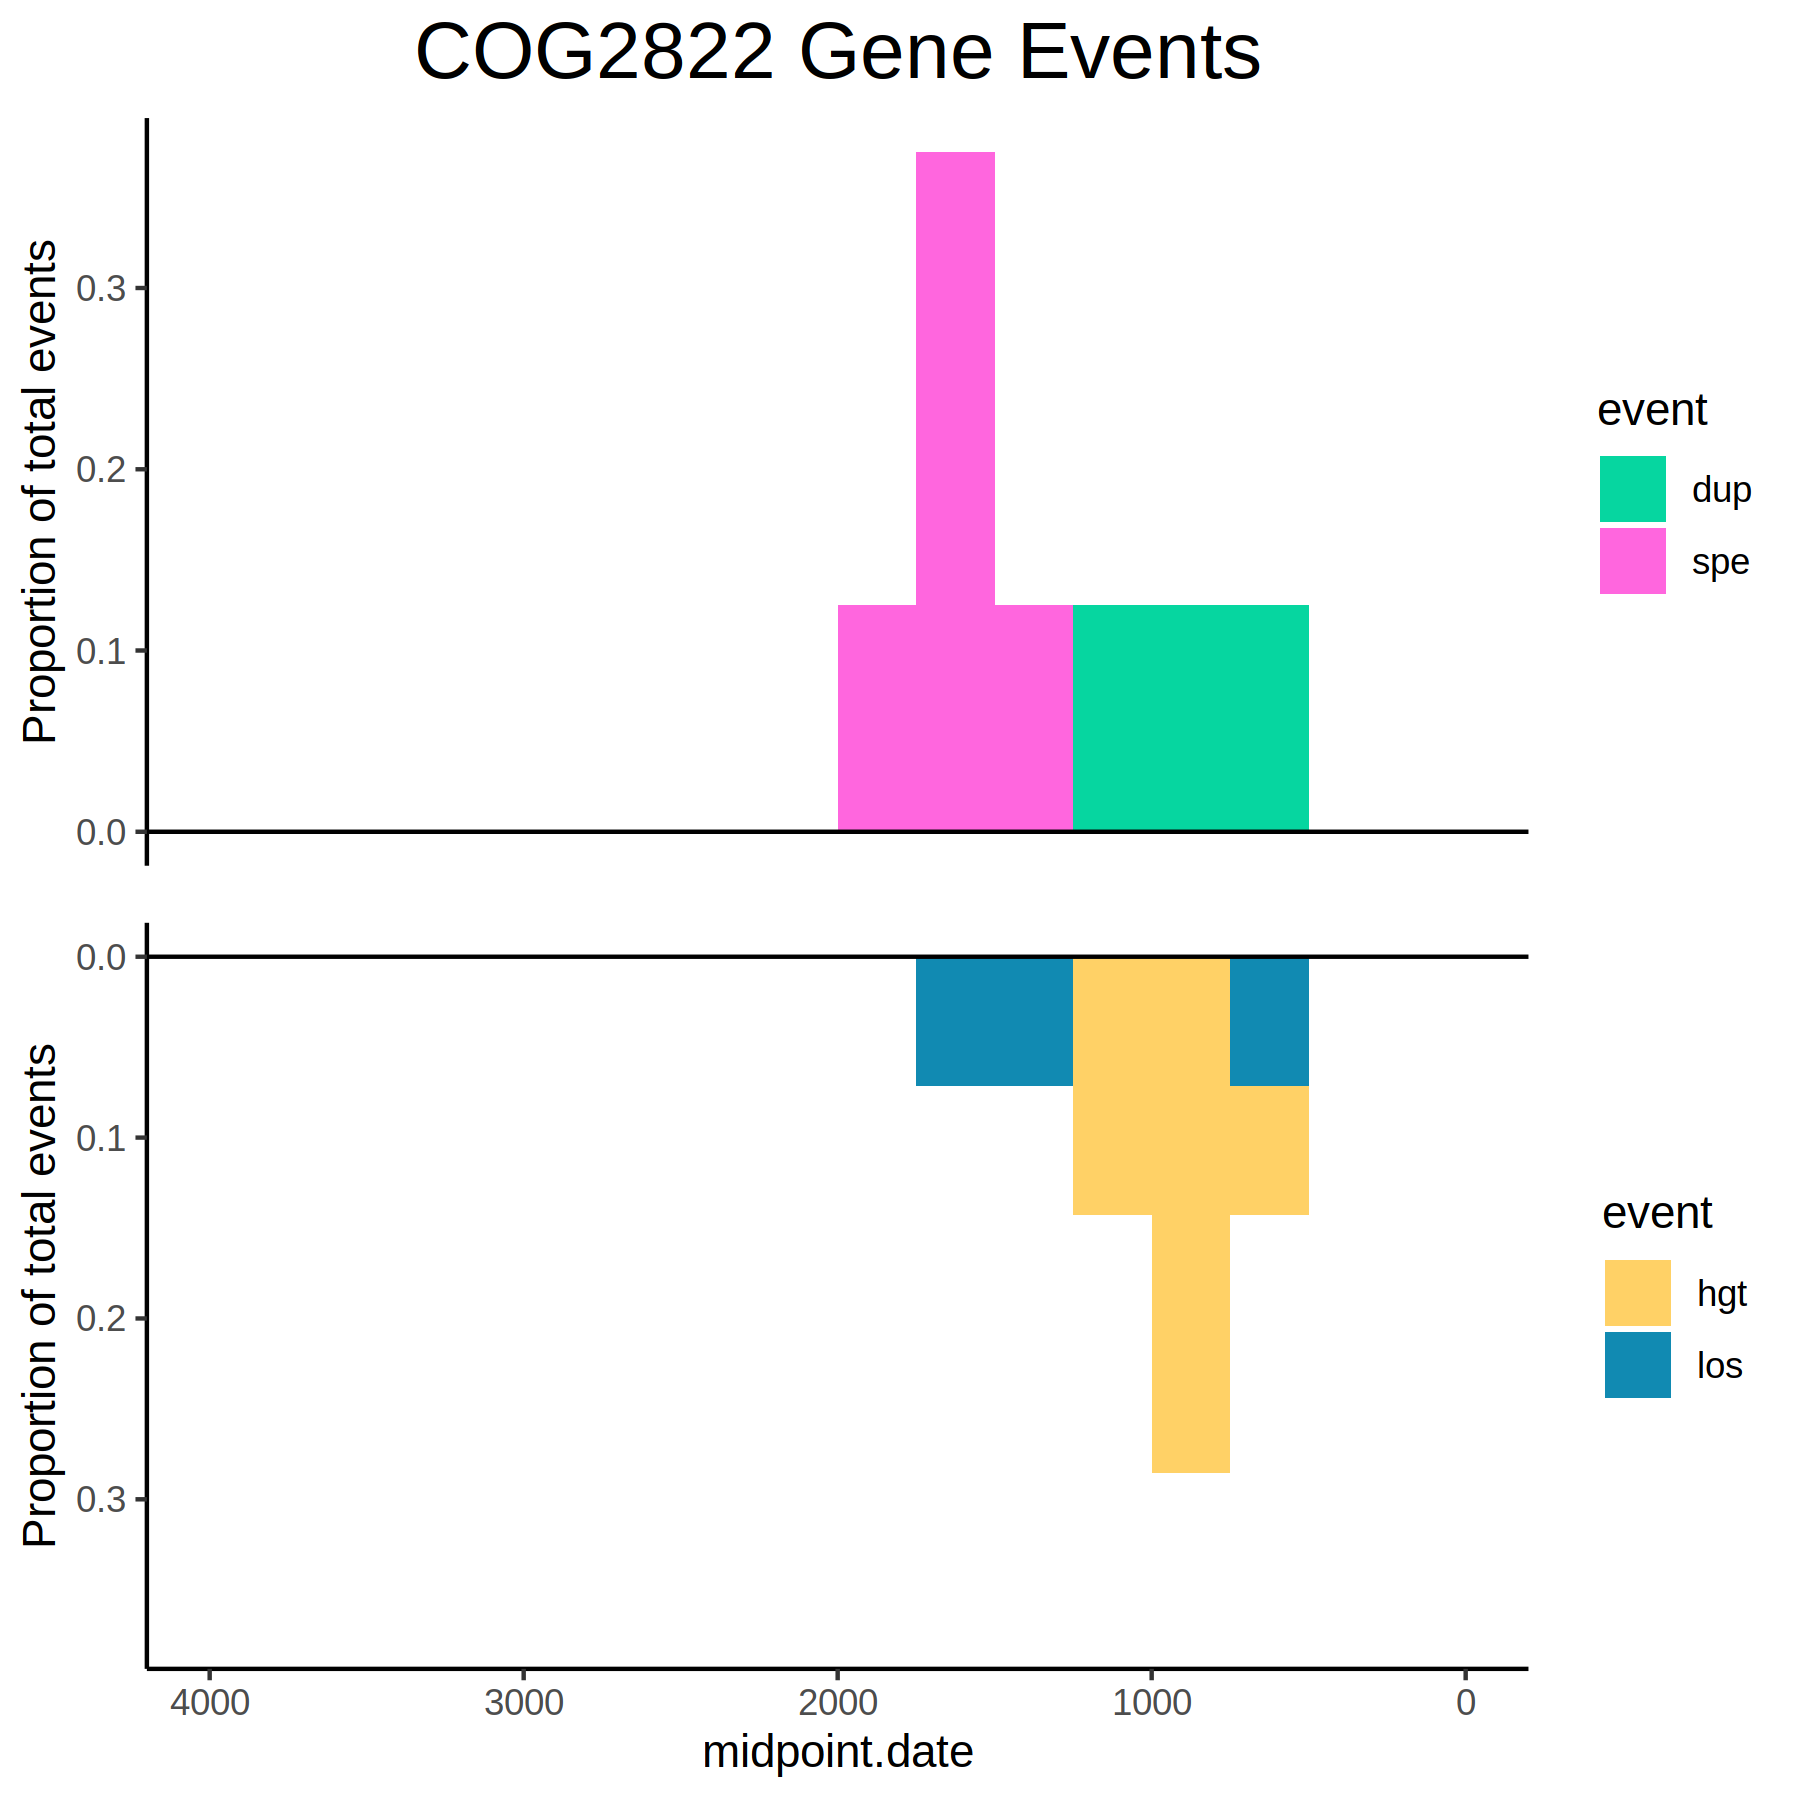 COG2822 Gene Events
Proportion of total events
0.3
0.2
0.1
0.0
event
dup
spe
Proportion of total events
0.0
0.1
0.2
0.3
event
hgt
los
4000 3000 2000 1000 0
midpoint.date